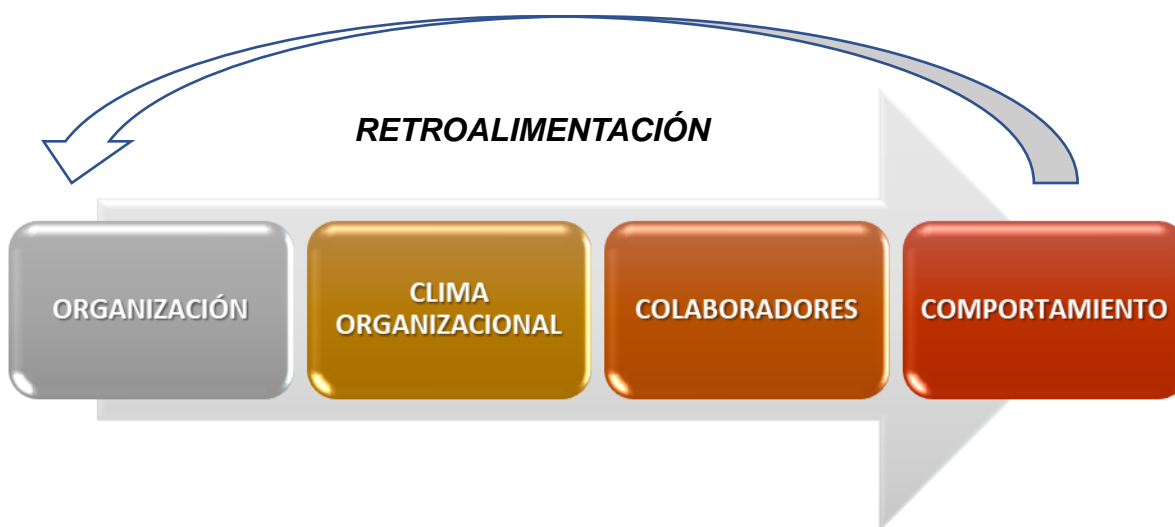 RETROALIMENTACIÓN
ORGANIZACIÓN
CLIMA
ORGANIZACIONAL
COLABORADORES
COMPORTAMIENTO